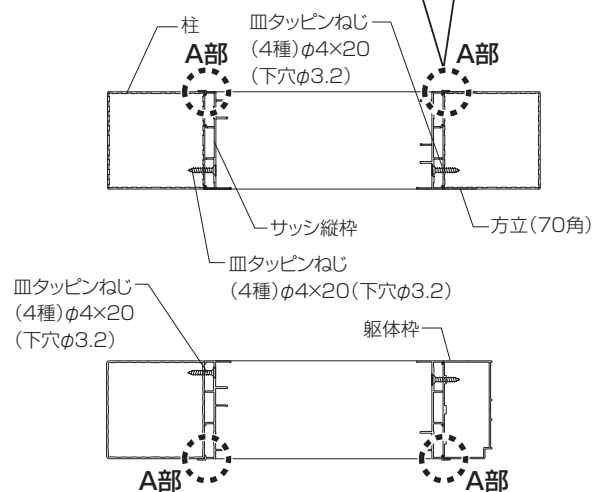 柱
A部
皿タッピンねじ
(4種)φ4×20
(下穴φ3.2)
A部
サッシ縦枠
方立(70角)
皿タッピンねじ
(4種)φ4×20(下穴φ3.2)
皿タッピンねじ
(4種)φ4×20
(下穴φ3.2)
躯体枠
A部
A部